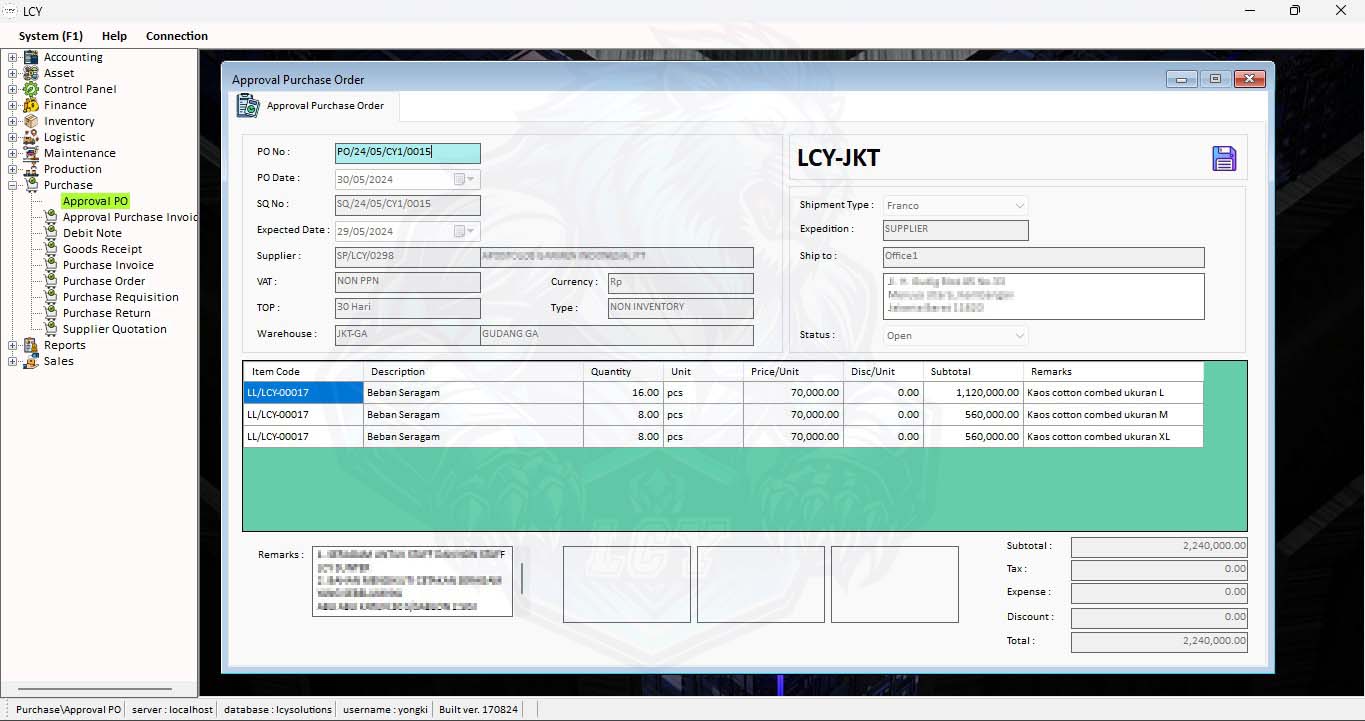 LCY
System (F1) Help Connection
Accounting
Asset
Control Panel
Finance
Inventory
Logistic
Maintenance
Production
Purchase
Approval PO
Approval Purchase Invoic
Debit Note
Goods Receipt
Purchase Invoice
Purchase Order
Purchase Requisition
Purchase Return
Supplier Quotation
Reports
Sales
Approval Purchase Order
Approval Purchase Order
PO No : PO/24/05/CY1/0015
PO Date : 30/05/2024
SQ No : SQ/24/05/CY1/0015
Expected Date : 29/05/2024
Supplier : SP/LCY/0298
VAT : NON PPN Currency : Rp
TOP : 30 Hari Type : NON INVENTORY
Warehouse : JKT-GA GUDANG GA
LCY-JKT
Shipment Type : Franco
Expedition : SUPPLIER
Ship to : Office1
Status : Open
Item Code Description Quantity Unit Price/Unit Disc/Unit Subtotal Remarks
LL/LCY-00017 Beban Seragam 16.00 pcs 70,000.00 0.00 1,120,000.00 Kaos cotton combed ukuran L
LL/LCY-00017 Beban Seragam 8.00 pcs 70,000.00 0.00 560,000.00 Kaos cotton combed ukuran M
LL/LCY-00017 Beban Seragam 8.00 pcs 70,000.00 0.00 560,000.00 Kaos cotton combed ukuran XL
LCY
Remarks :
Subtotal : 2,240,000.00
Tax : 0.00
Expense : 0.00
Discount : 0.00
Total : 2,240,000.00
Purchase\Approval PO server : localhost database : lcysolutions username : yongki Built ver. 170824